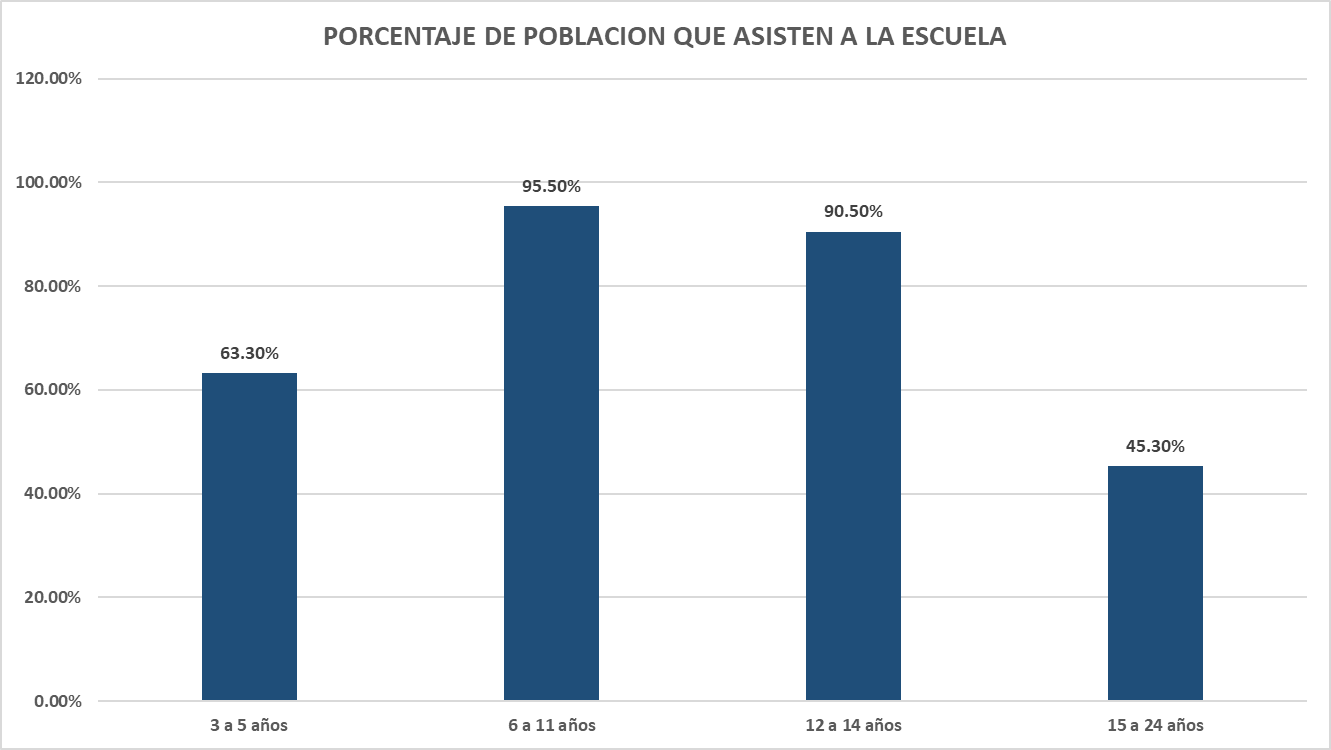 PORCENTAJE DE POBLACION QUE ASISTEN A LA ESCUELA
120.00%
100.00%
80.00%
60.00%
40.00%
20.00%
0.00%
63.30%
95.50%
90.50%
45.30%
3 a 5 años
6 a 11 años
12 a 14 años
15 a 24 años